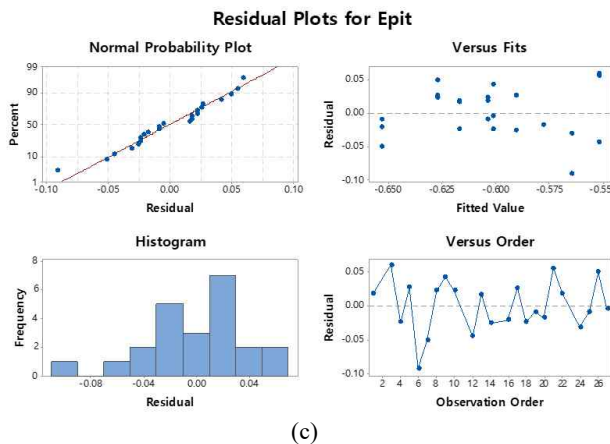 Residual Plots for Epit
Normal Probability Plot
99
90
50
10
1
Percent
-0.10
-0.05
0.00
0.05
0.10
Residual
Versus Fits
0.05
0.00
-0.05
-0.10
Residual
-0.650
-0.625
-0.600
-0.575
-0.55
Fitted Value
Histogram
8
6
4
2
0
Frequency
-0.08
-0.04
0.00
0.04
Residual
Versus Order
0.05
0.00
-0.05
-0.10
Residual
2 4 6 8 10 12 14 16 18 20 22 24 26
Observation Order
(c)